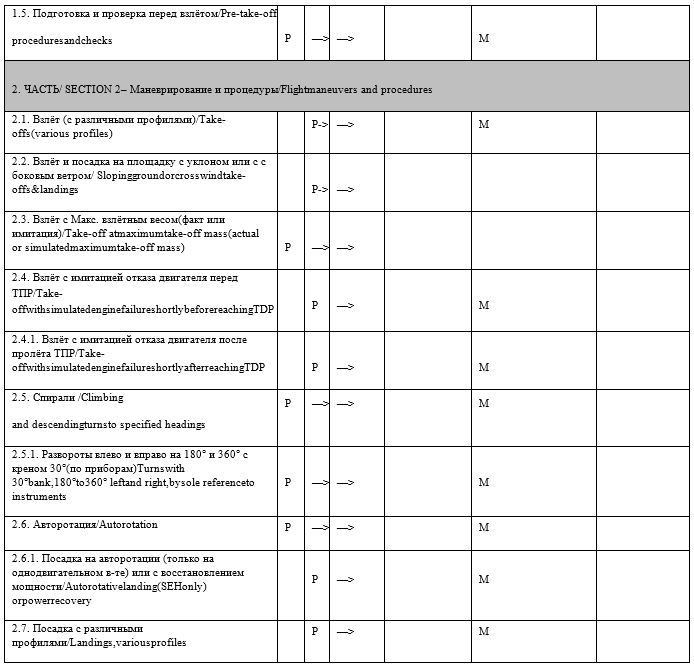 1.5. Подготовка и проверка перед взлётом/Pre-take-off
proceduresandchecks
P —> —> M
2. ЧАСТЬ/ SECTION 2– Маневрирование и процедуры/Flightmaneuvers and procedures
2.1. Взлёт (с различными профилями)/Take-
offs(various profiles)
P-> —> M
2.2. Взлёт и посадка на площадку с уклоном или с с
боковым ветром/ Slopinggroundorcrosswindtake-
offs&landings
P-> —>
2.3. Взлёт с Макс. взлётным весом(факт или
имитация)/Take-off atmaximumtake-off mass(actual
or simulatedmaximumtake-off mass)
P —> —>
2.4. Взлёт с имитацией отказа двигателя перед
ТПР/Take-
offwithsimulatedenginefailureshortlybeforereachingTDP
P —> M
2.4.1. Взлёт с имитацией отказа двигателя после
пролёта ТПР/Take-
offwithsimulatedenginefailureshortlyafterreachingTDP
P —> M
2.5. Спирали /Climbing
and descendingturnsto specified headings
P —> —> M
2.5.1. Развороты влево и вправо на 180° и 360° с
креном 30°(по приборам)Turnswith
30°bank,180°to360° leftand right,bysole referenceto
instruments
P —> —> M
2.6. Авторотация/Autorotation
P —> —> M
2.6.1. Посадка на авторотации (только на
однодвигательном в-те) или с восстановлением
мощности/Autorotativelanding(SEHonly)
orpowerrecovery
P —> M
2.7. Посадка с различными
профилями/Landings,variousprofiles
P —> M